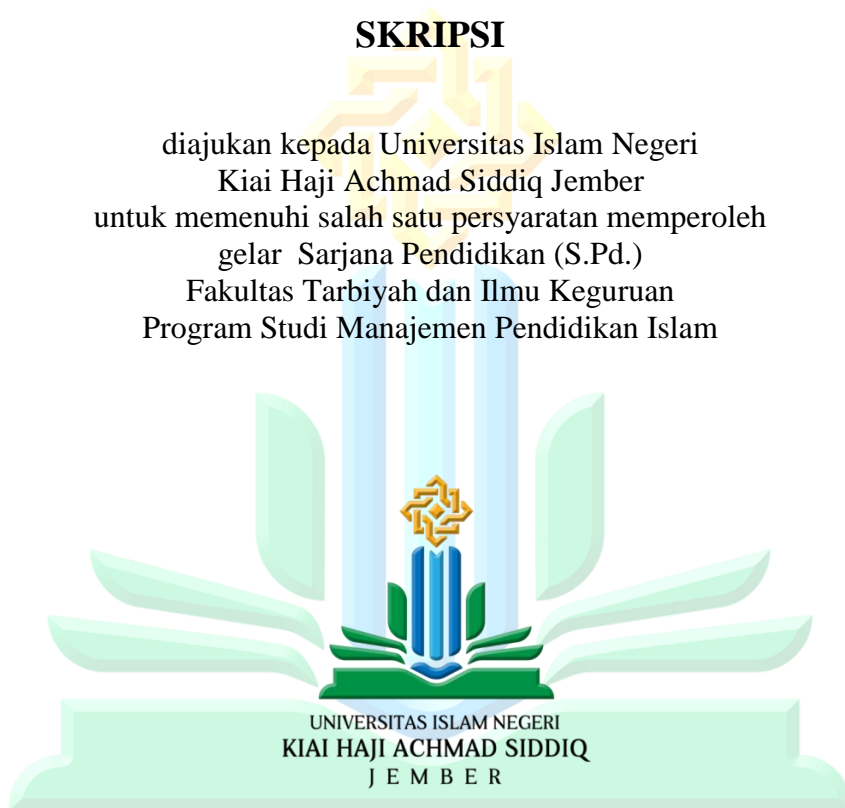 SKRIPSI
diajukan kepada Universitas Islam Negeri
Kiai Haji Achmad Siddiq Jember
untuk memenuhi salah satu persyaratan memperoleh
gelar Sarjana Pendidikan (S.Pd.)
Fakultas Tarbiyah dan Ilmu Keguruan
Program Studi Manajemen Pendidikan Islam
UNIVERSITAS ISLAM NEGERI
KIAI HAJI ACHMAD SIDDIQ
JEMBER